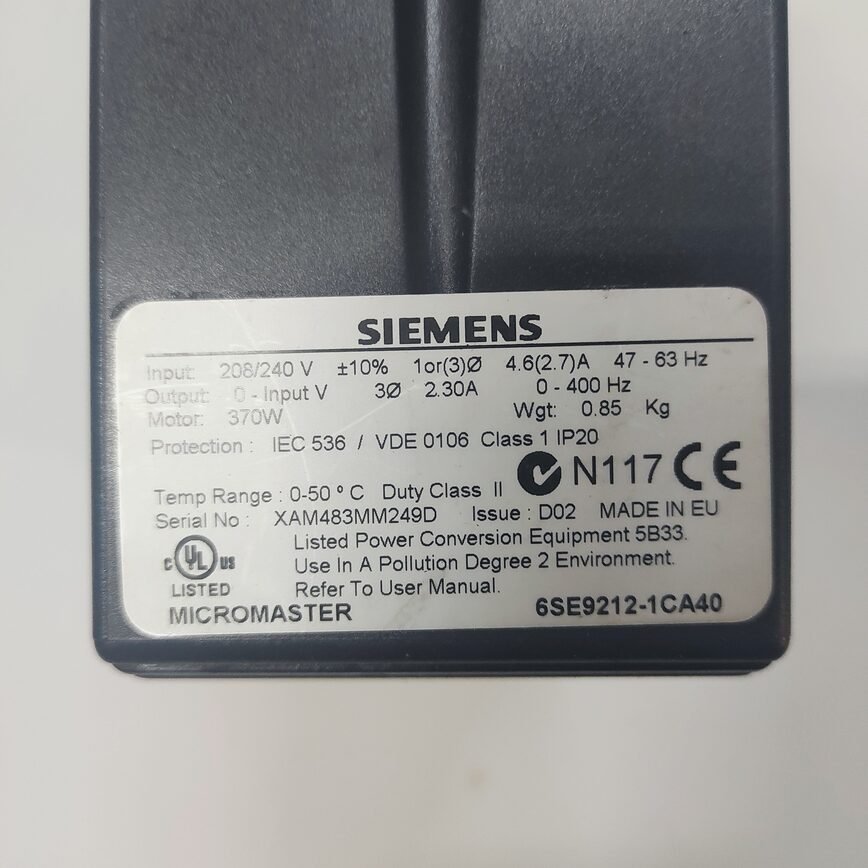 SIEMENS
Input: 208/240 V ±10% 1or(3)Ø 4.6(2.7)A 47 - 63 Hz
Output: 0 - Input V 3Ø 2.30A 0 - 400 Hz
Motor: 370W Wgt: 0.85 Kg
Protection : IEC 536 / VDE 0106 Class 1 IP20
N117 CE
Temp Range : 0-50 ° C Duty Class II
Serial No : XAM483MM249D Issue : D02 MADE IN EU
Listed Power Conversion Equipment 5B33.
C UL US Use In A Pollution Degree 2 Environment.
LISTED Refer To User Manual.
MICROMASTER 6SE9212-1CA40